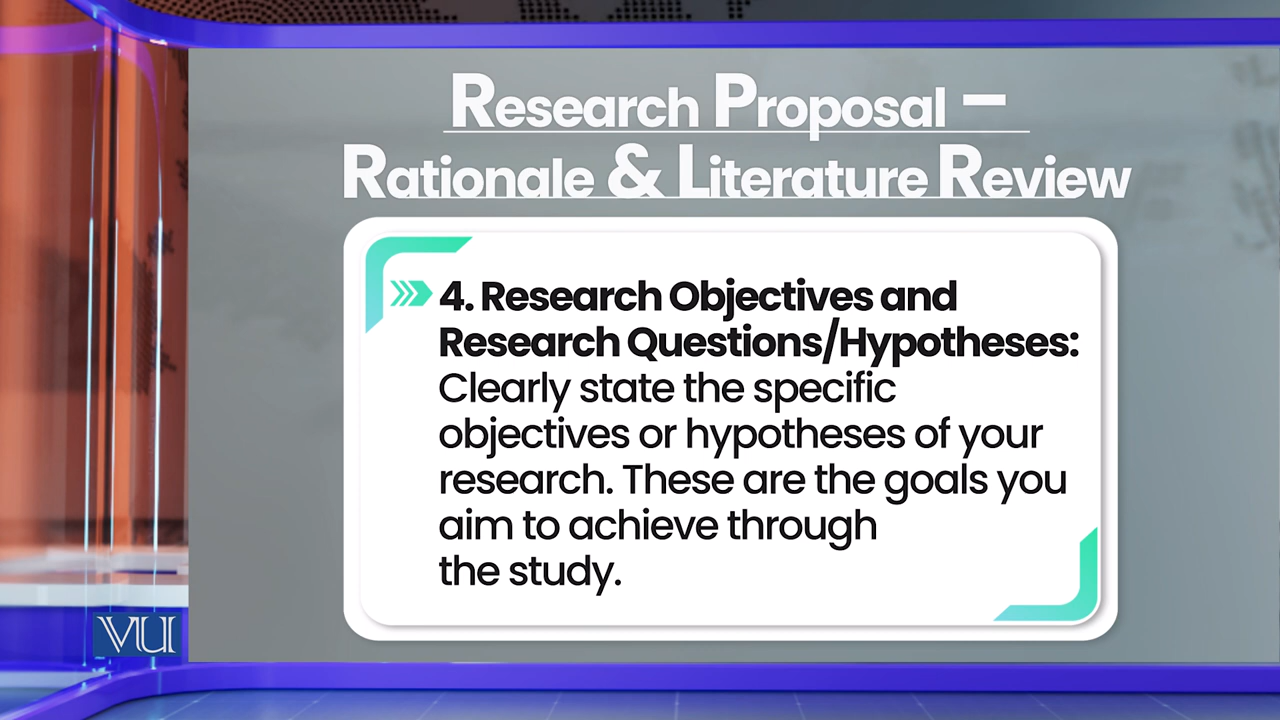 Research Proposal –
Rationale & Literature Review
4. Research Objectives and
Research Questions/Hypotheses:
Clearly state the specific
objectives or hypotheses of your
research. These are the goals you
aim to achieve through
the study.
VU